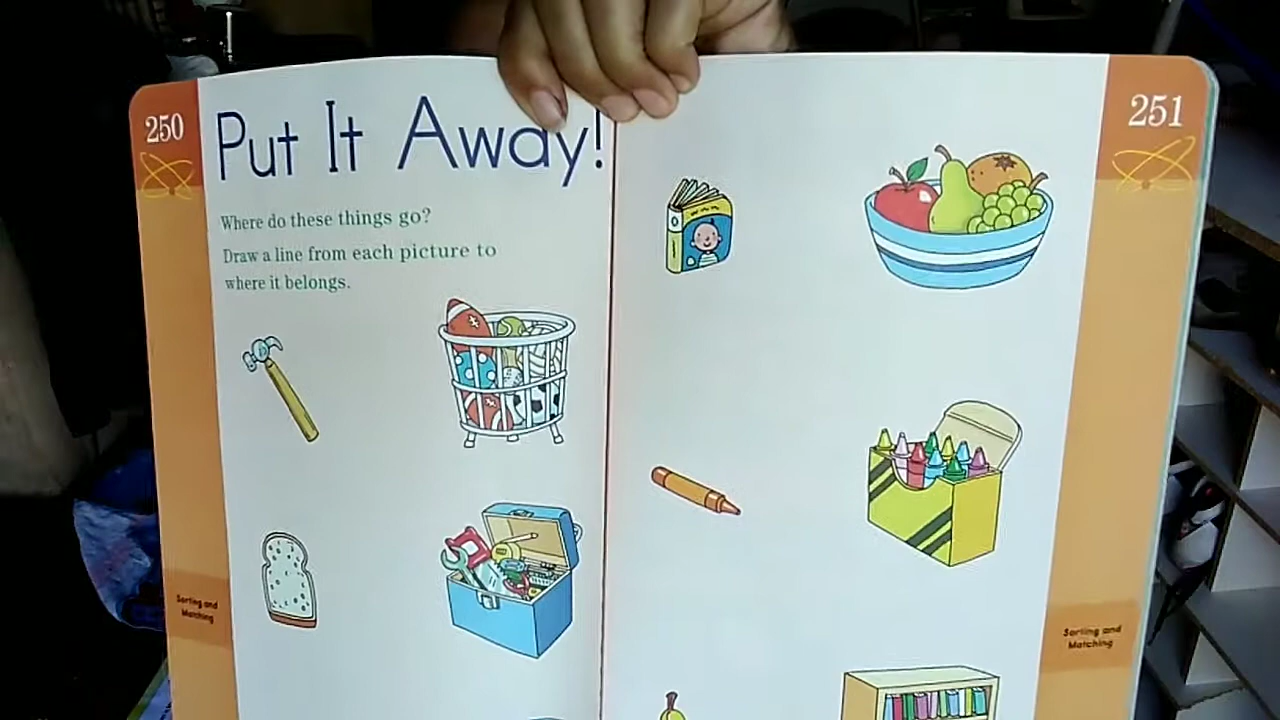 250
Put It Away!
Where do these things go?
Draw a line from each picture to
where it belongs.
Sorting and
Matching
251
Sorting and
Matching